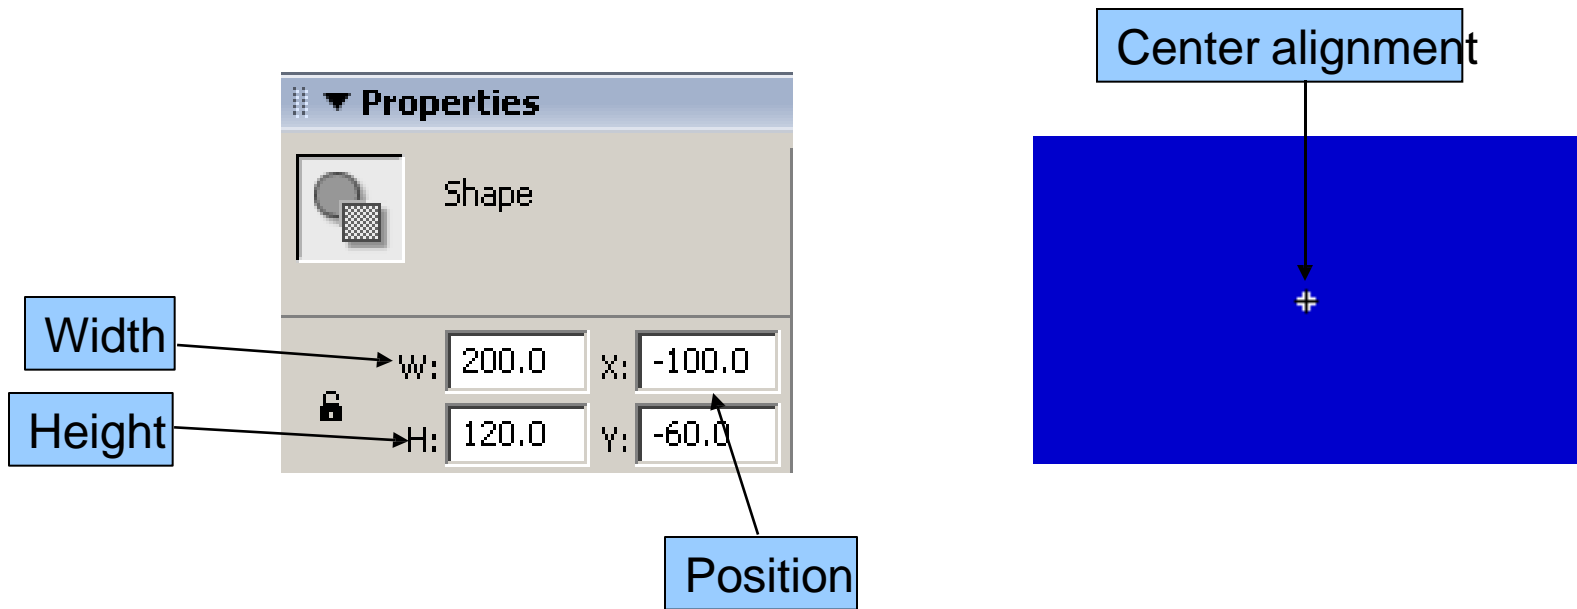 Center alignment
Properties
Shape
Width
W: 200.0 X: -100.0
Height
H: 120.0 Y: -60.0
Position